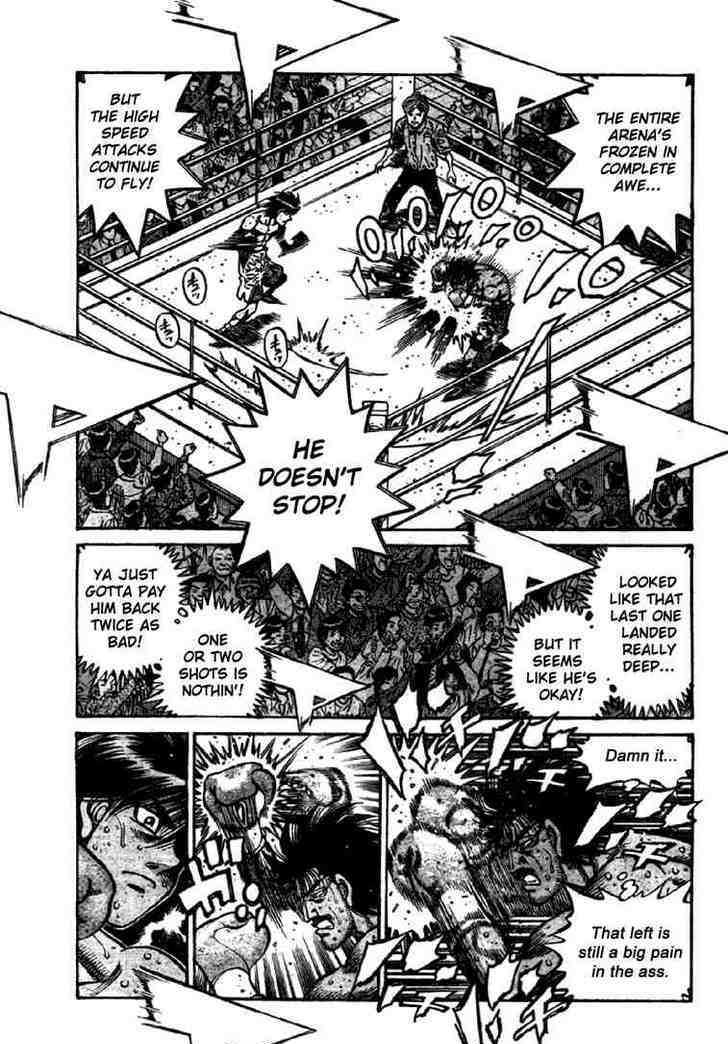 THE ENTIRE
ARENA'S
FROZEN IN
COMPLETE
AWE...
BUT
THE HIGH
SPEED
ATTACKS
CONTINUE
TO FLY!
HE
DOESN'T
STOP!
LOOKED
LIKE THAT
LAST ONE
LANDED
REALLY
DEEP...
BUT IT
SEEMS
LIKE HE'S
OKAY!
ONE
OR TWO
SHOTS IS
NOTHIN'!
YA JUST
GOTTA PAY
HIM BACK
TWICE AS
BAD!
Damn it...
That left is
still a big pain
in the ass.